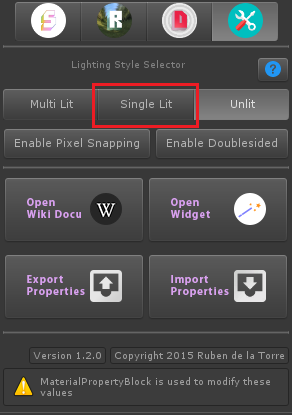 S R D
Lighting Style Selector
?
Multi Lit Single Lit Unlit
Enable Pixel Snapping Enable Doublesided
Open
Wiki Docu W
Open
Widget
Export
Properties
Import
Properties
Version 1.2.0 Copyright 2015 Ruben de la Torre
MaterialPropertyBlock is used to modify these
values